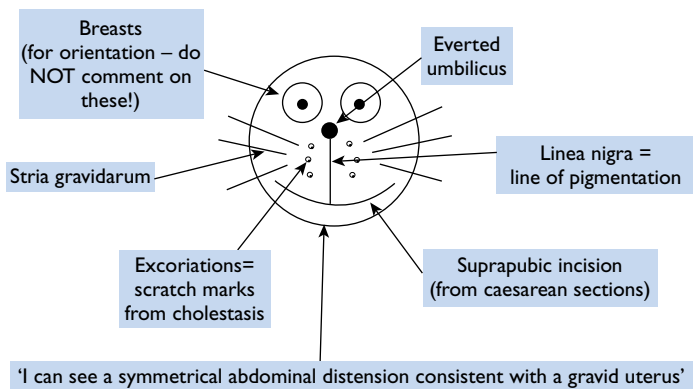 Breasts
(for orientation – do
NOT comment on
these!)
Everted
umbilicus
Stria gravidarum
Linea nigra =
line of pigmentation
Excoriations=
scratch marks
from cholestasis
Suprapubic incision
(from caesarean sections)
‘I can see a symmetrical abdominal distension consistent with a gravid uterus’